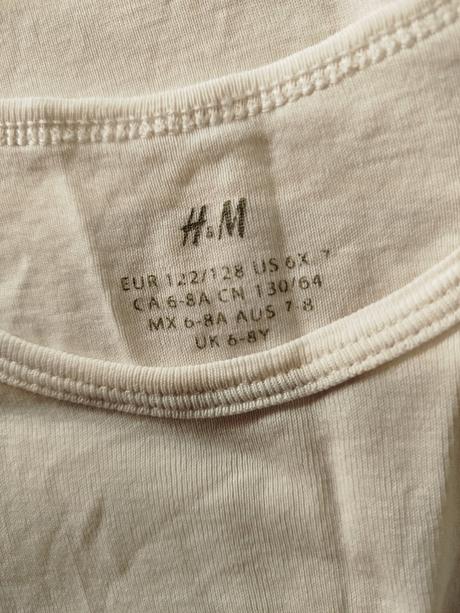 H&M
EUR 122/128 US 6X-7
CA 6-8A CN 130/64
MX 6-8A AUS 7-8
UK 6-8Y